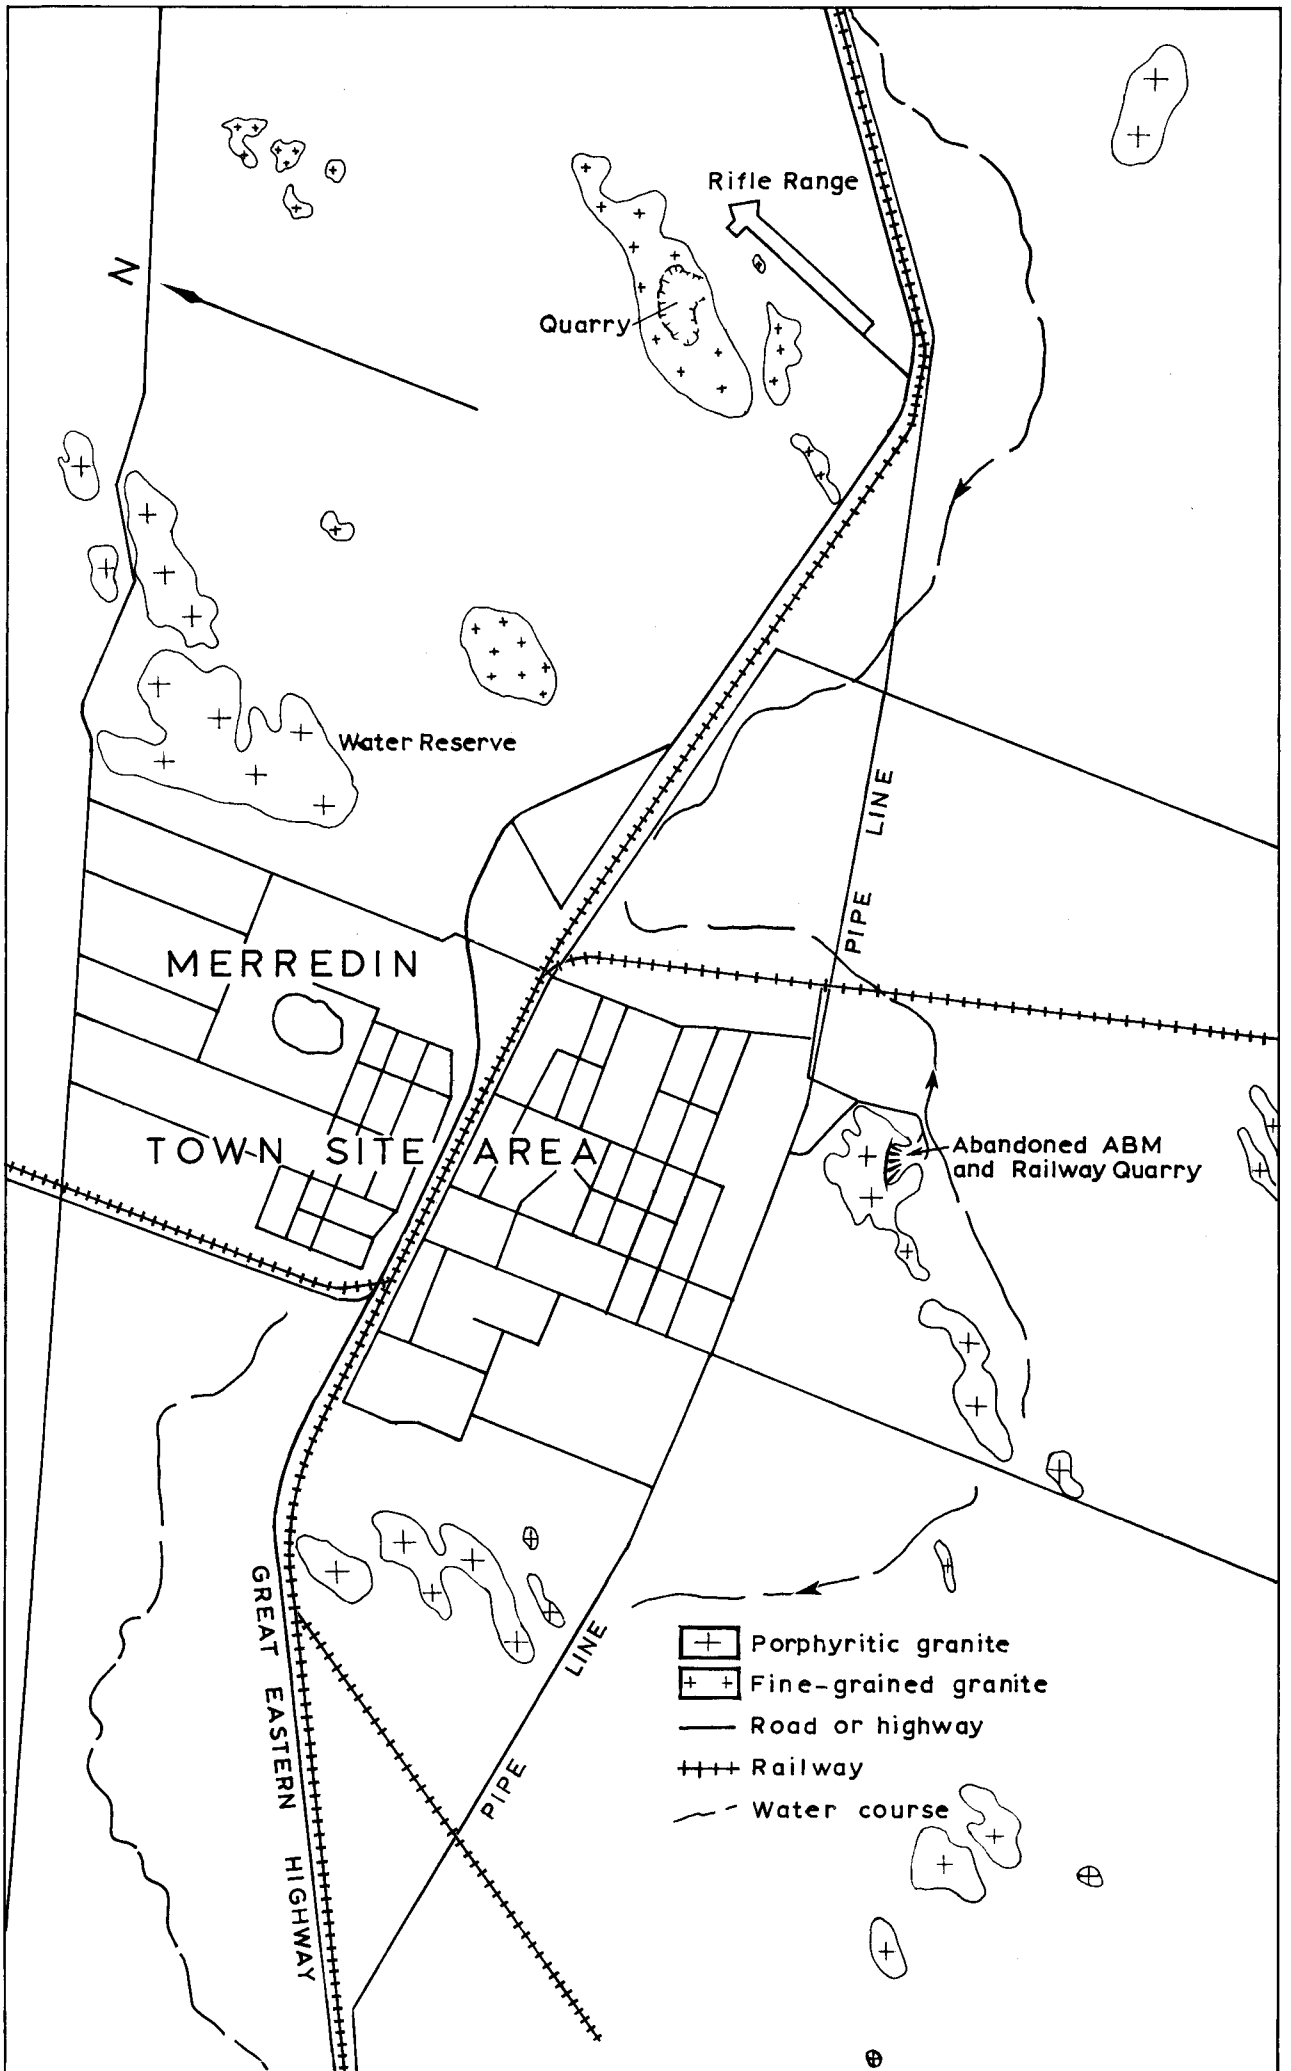 Rifle Range
N
Quarry
Water Reserve
PIPE LINE
MERREDIN
TOWN SITE AREA
Abandoned ABM
and Railway Quarry
GREAT EASTERN HIGHWAY
PIPE LINE
Porphyritic granite
Fine-grained granite
Road or highway
Railway
Water course